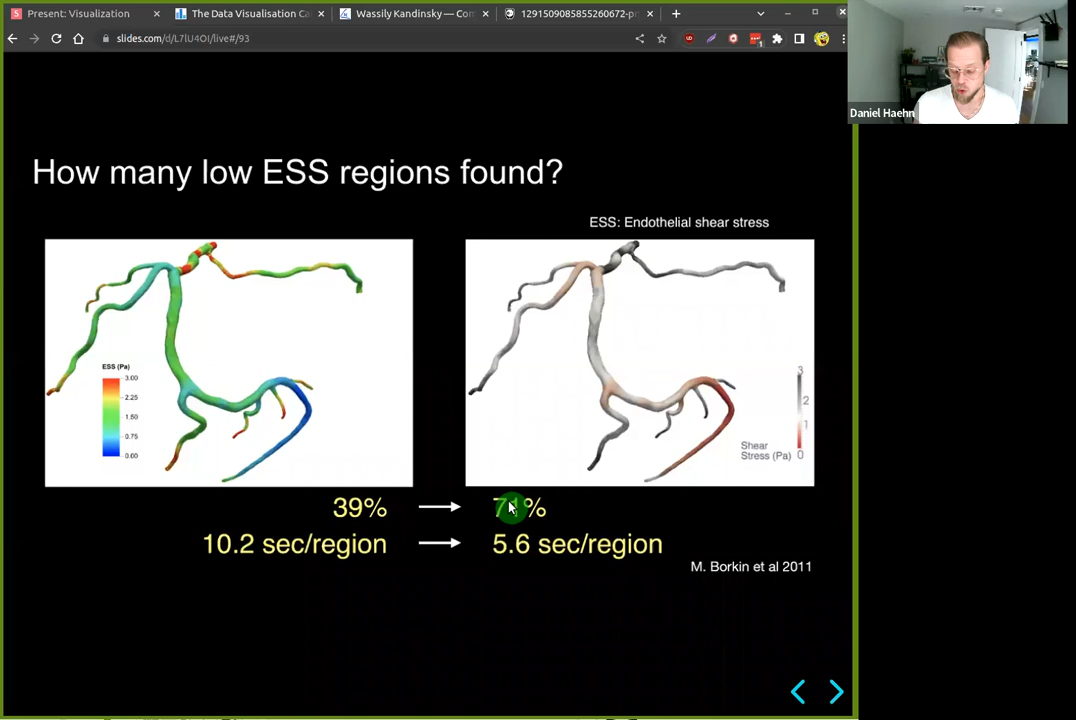 Present: Visualization
The Data Visualisation Ca
Wassily Kandinsky — Com
1291509085855260672-p
slides.com/d/L7lU4OI/live#/93
1
Daniel Haehn
How many low ESS regions found?
ESS: Endothelial shear stress
ESS (Pa)
3.00
2.25
1.50
0.75
0.00
3
2
1
0
Shear
Stress (Pa)
39%
71%
10.2 sec/region
5.6 sec/region
M. Borkin et al 2011